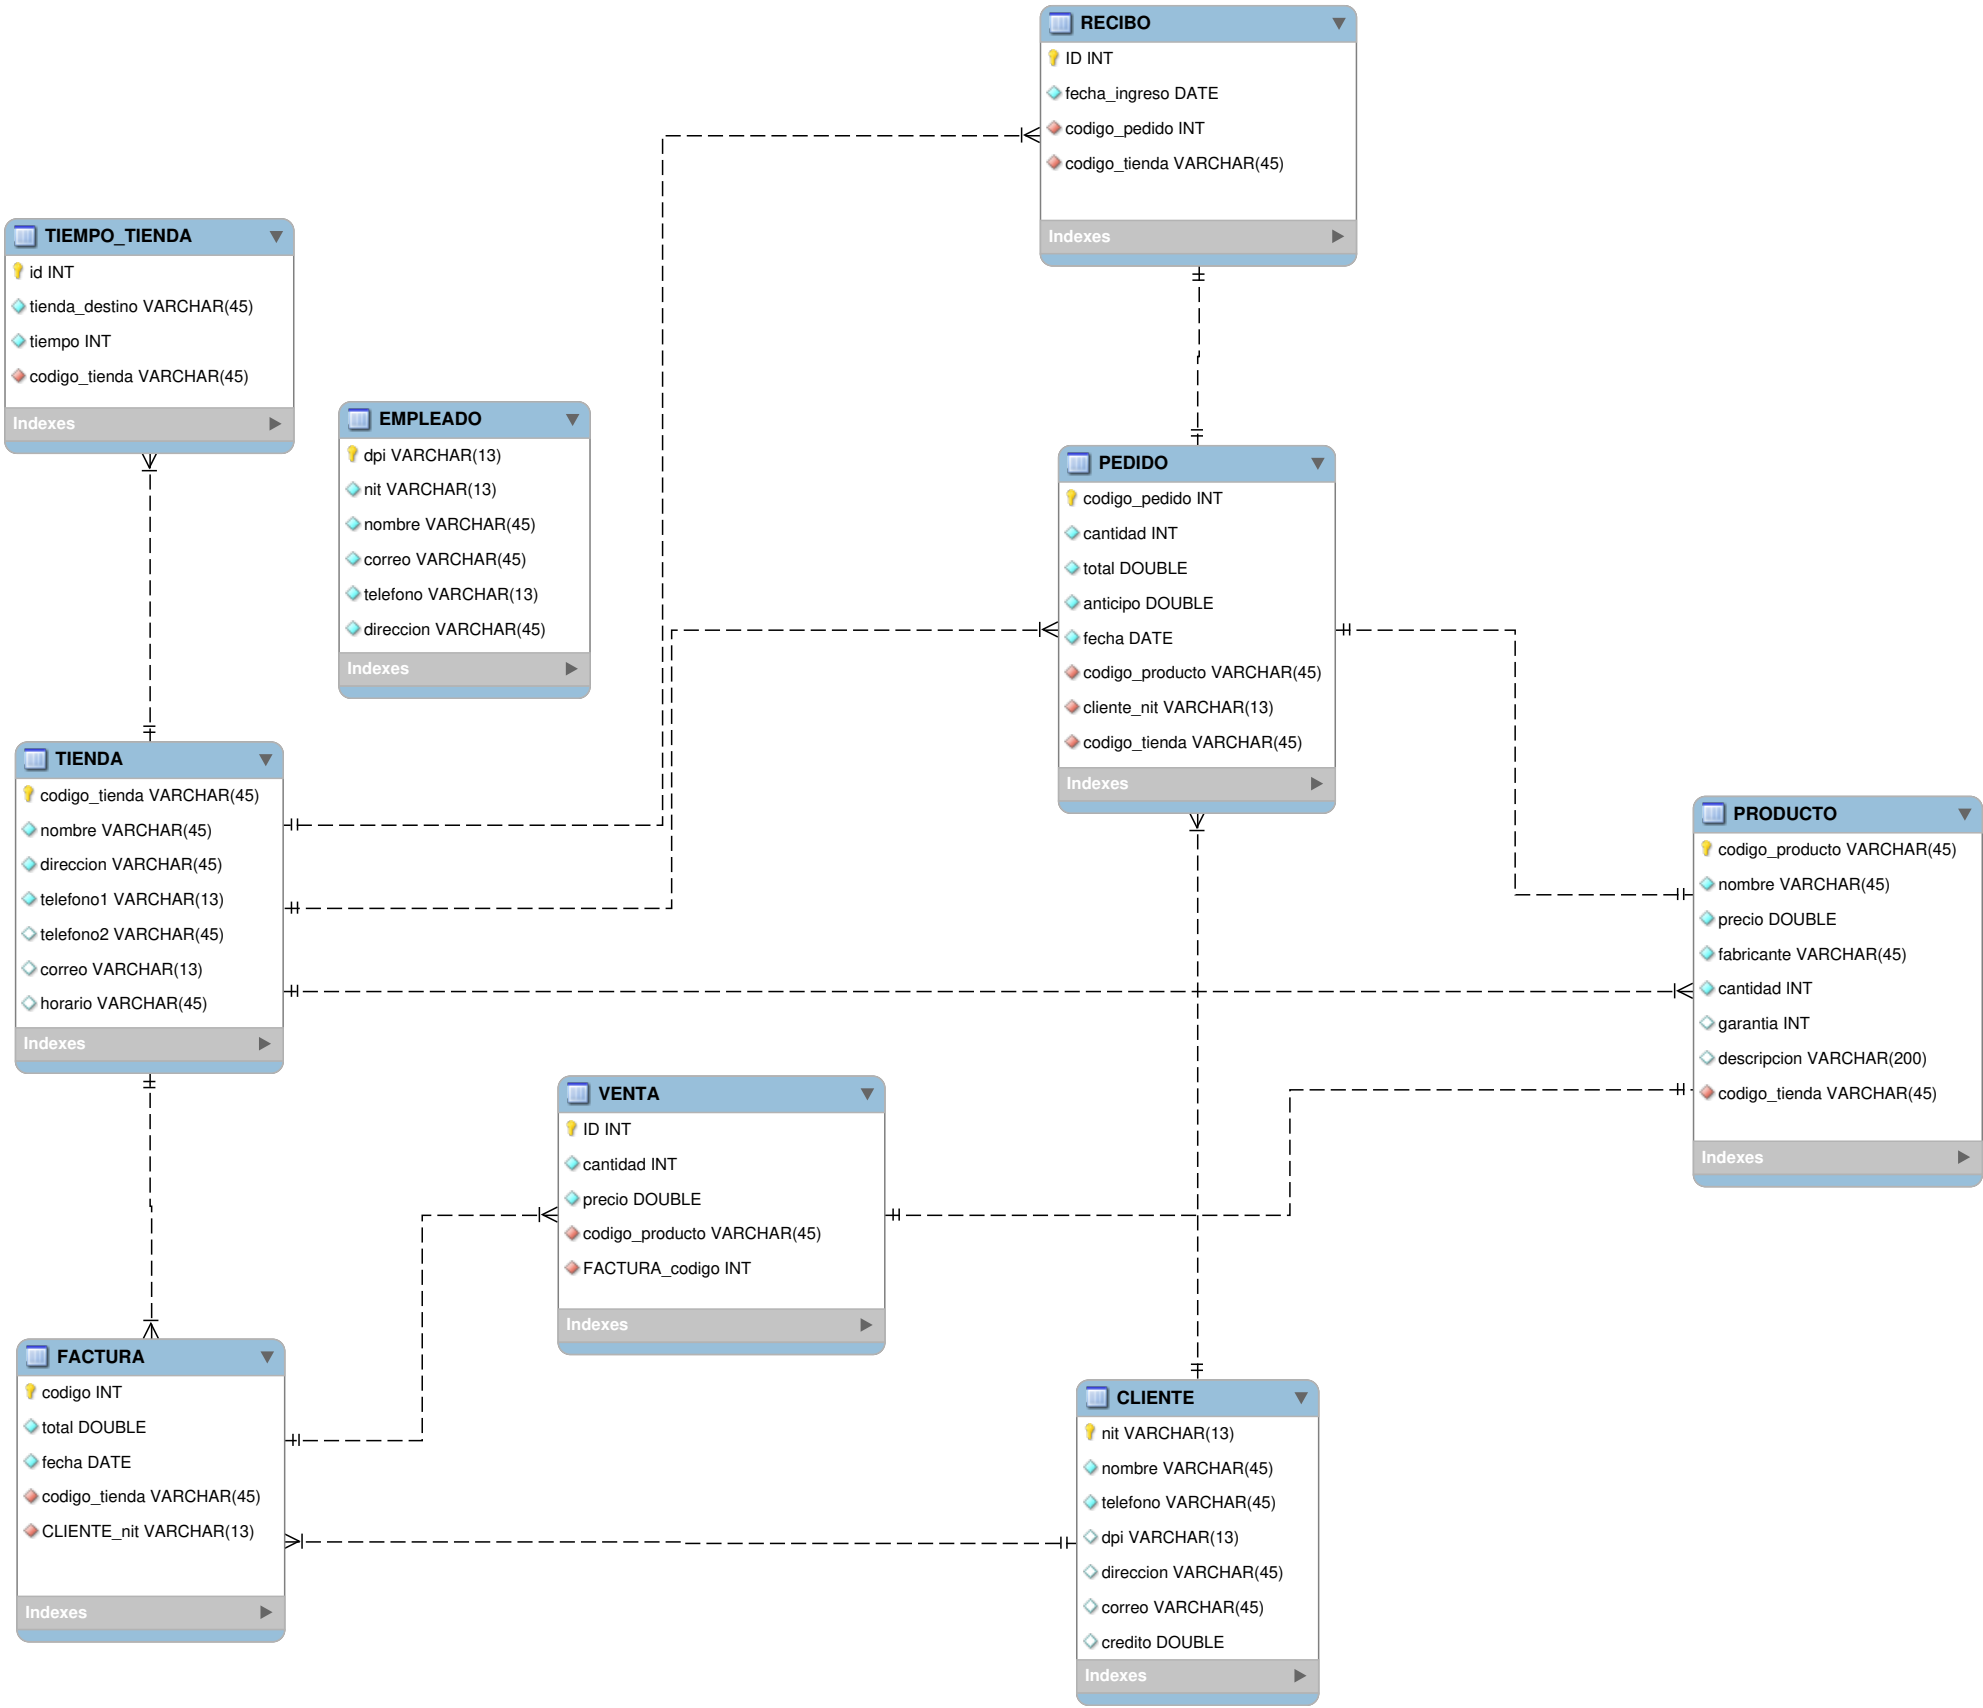 RECIBO
ID INT
fecha_ingreso DATE
codigo_pedido INT
codigo_tienda VARCHAR(45)
Indexes
TIEMPO_TIENDA
id INT
tienda_destino VARCHAR(45)
tiempo INT
codigo_tienda VARCHAR(45)
Indexes
EMPLEADO
dpi VARCHAR(13)
nit VARCHAR(13)
nombre VARCHAR(45)
correo VARCHAR(45)
telefono VARCHAR(13)
direccion VARCHAR(45)
Indexes
PEDIDO
codigo_pedido INT
cantidad INT
total DOUBLE
anticipo DOUBLE
fecha DATE
codigo_producto VARCHAR(45)
cliente_nit VARCHAR(13)
codigo_tienda VARCHAR(45)
Indexes
TIENDA
codigo_tienda VARCHAR(45)
nombre VARCHAR(45)
direccion VARCHAR(45)
telefono1 VARCHAR(13)
telefono2 VARCHAR(45)
correo VARCHAR(13)
horario VARCHAR(45)
Indexes
PRODUCTO
codigo_producto VARCHAR(45)
nombre VARCHAR(45)
precio DOUBLE
fabricante VARCHAR(45)
cantidad INT
garantia INT
descripcion VARCHAR(200)
codigo_tienda VARCHAR(45)
Indexes
VENTA
ID INT
cantidad INT
precio DOUBLE
codigo_producto VARCHAR(45)
FACTURA_codigo INT
Indexes
FACTURA
codigo INT
total DOUBLE
fecha DATE
codigo_tienda VARCHAR(45)
CLIENTE_nit VARCHAR(13)
Indexes
CLIENTE
nit VARCHAR(13)
nombre VARCHAR(45)
telefono VARCHAR(45)
dpi VARCHAR(13)
direccion VARCHAR(45)
correo VARCHAR(45)
credito DOUBLE
Indexes